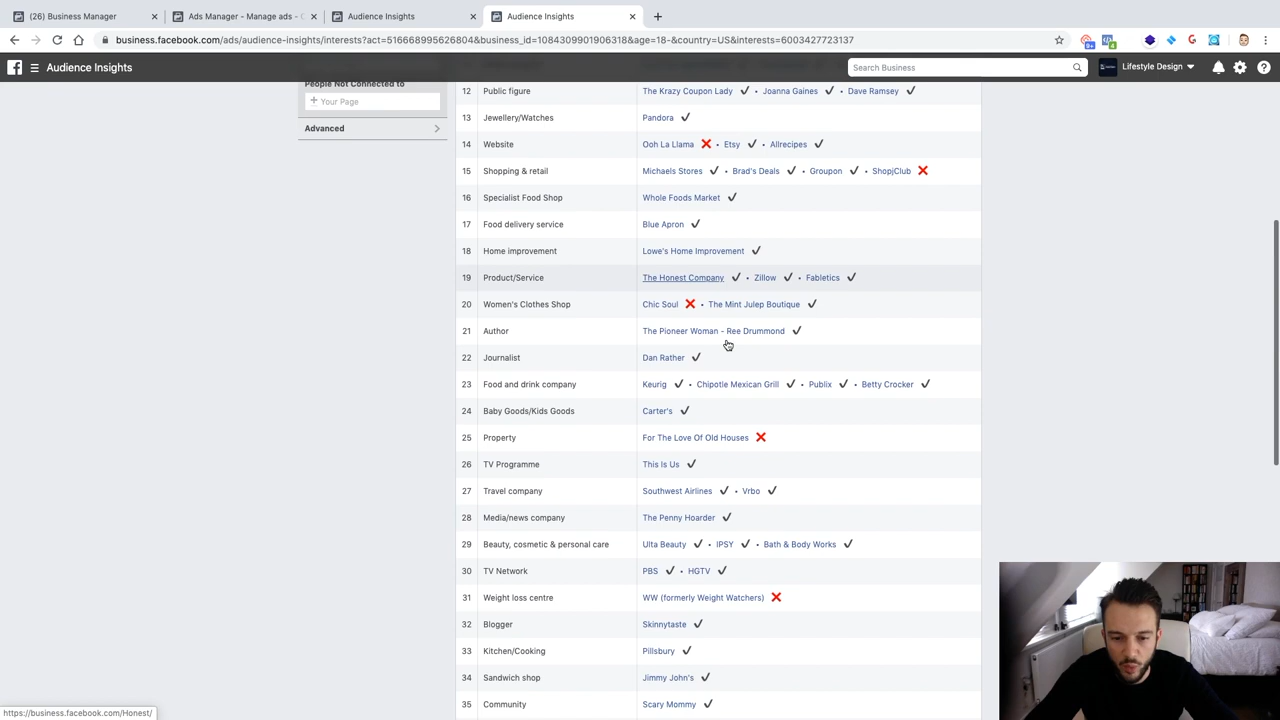 (26) Business Manager
Ads Manager - Manage ads - C
Audience Insights
Audience Insights
business.facebook.com/ads/audience-insights/interests?act=516668995626804&business_id=1084309901906318&age=18-&country=US&interests=6003427723137
Audience Insights
Search Business
Lifestyle Design
People Not Connected to
+ Your Page
Advanced
12 Public figure The Krazy Coupon Lady ✔ • Joanna Gaines ✔ • Dave Ramsey ✔
13 Jewellery/Watches Pandora ✔
14 Website Ooh La Llama ❌ • Etsy ✔ • Allrecipes ✔
15 Shopping & retail Michaels Stores ✔ • Brad's Deals ✔ • Groupon ✔ • ShopjClub ❌
16 Specialist Food Shop Whole Foods Market ✔
17 Food delivery service Blue Apron ✔
18 Home improvement Lowe's Home Improvement ✔
19 Product/Service The Honest Company ✔ • Zillow ✔ • Fabletics ✔
20 Women's Clothes Shop Chic Soul ❌ • The Mint Julep Boutique ✔
21 Author The Pioneer Woman - Ree Drummond ✔
22 Journalist Dan Rather ✔
23 Food and drink company Keurig ✔ • Chipotle Mexican Grill ✔ • Publix ✔ • Betty Crocker ✔
24 Baby Goods/Kids Goods Carter's ✔
25 Property For The Love Of Old Houses ❌
26 TV Programme This Is Us ✔
27 Travel company Southwest Airlines ✔ • Vrbo ✔
28 Media/news company The Penny Hoarder ✔
29 Beauty, cosmetic & personal care Ulta Beauty ✔ • IPSY ✔ • Bath & Body Works ✔
30 TV Network PBS ✔ • HGTV ✔
31 Weight loss centre WW (formerly Weight Watchers) ❌
32 Blogger Skinnytaste ✔
33 Kitchen/Cooking Pillsbury ✔
34 Sandwich shop Jimmy John's ✔
35 Community Scary Mommy ✔
https://business.facebook.com/Honest/